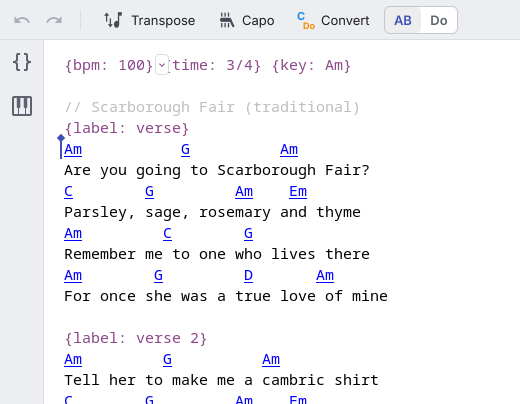 Transpose Capo C Do Convert AB Do
{bpm: 100} {time: 3/4} {key: Am}
// Scarborough Fair (traditional)
{label: verse}
Am G Am
Are you going to Scarborough Fair?
C G Am Em
Parsley, sage, rosemary and thyme
Am C G
Remember me to one who lives there
Am G D Am
For once she was a true love of mine
{label: verse 2}
Am G Am
Tell her to make me a cambric shirt
C G Am Em